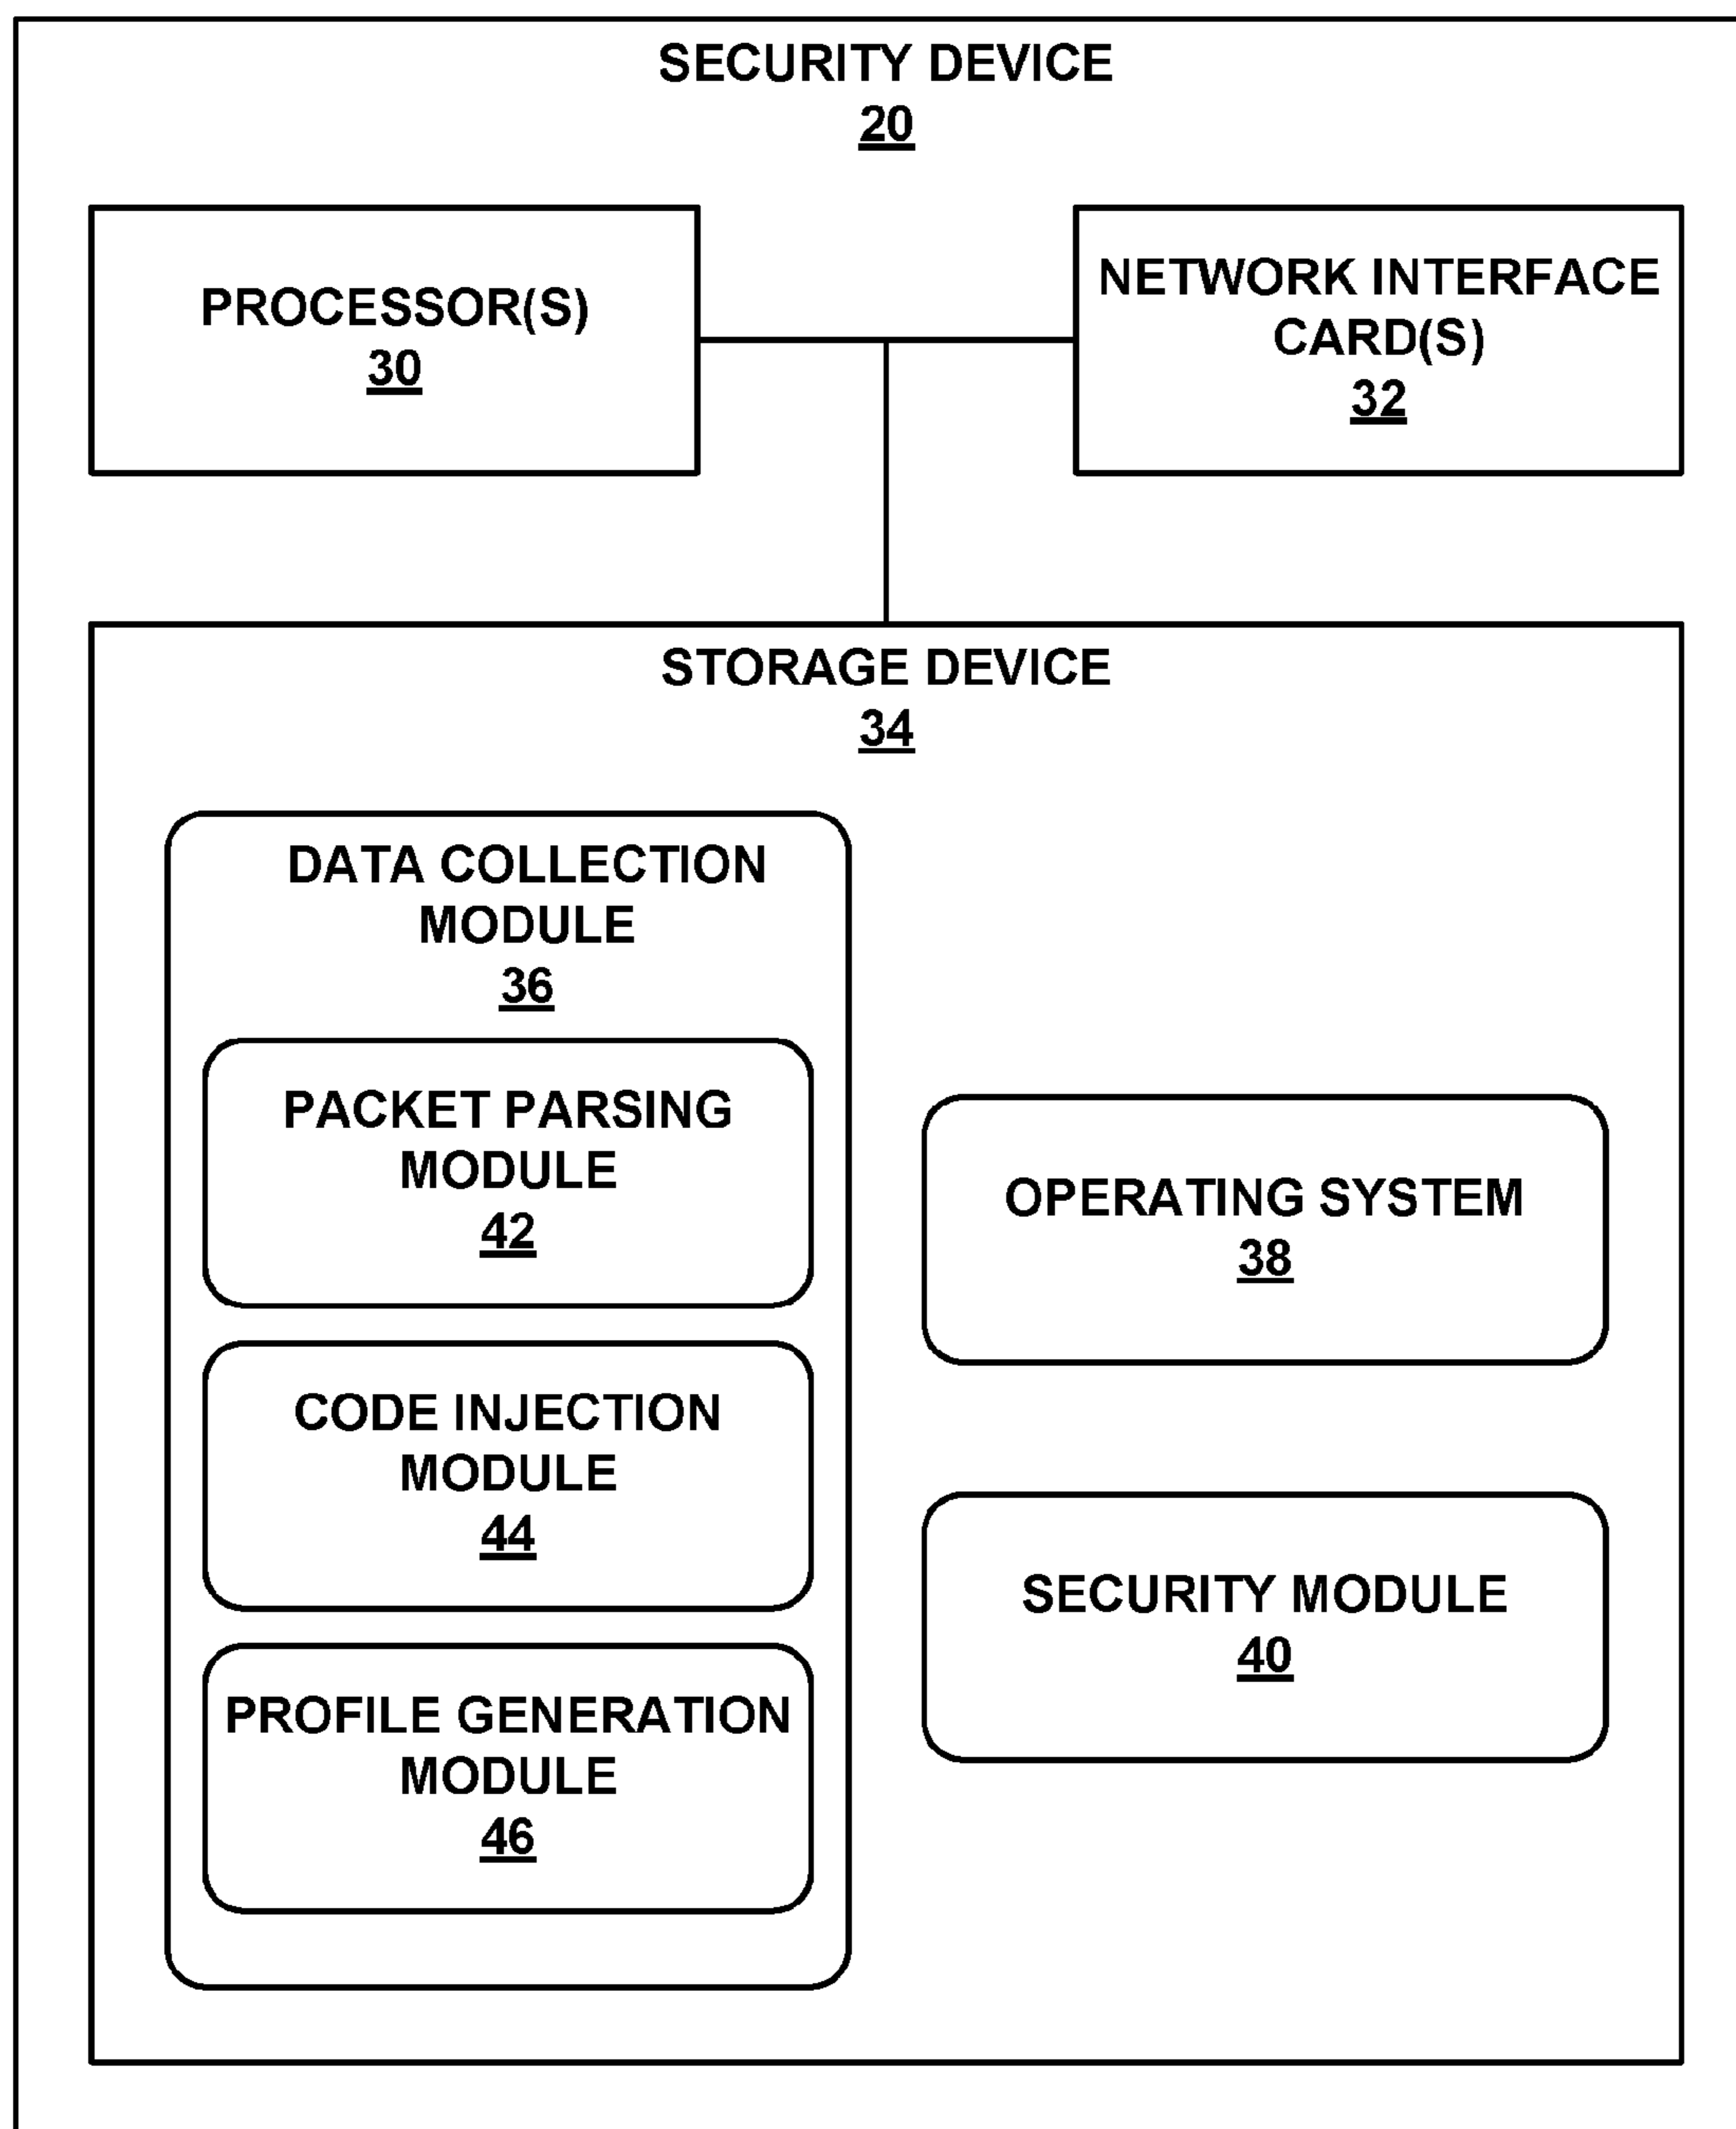 SECURITY DEVICE
20
PROCESSOR(S)
30
NETWORK INTERFACE
CARD(S)
32
STORAGE DEVICE
34
DATA COLLECTION
MODULE
36
PACKET PARSING
MODULE
42
CODE INJECTION
MODULE
44
PROFILE GENERATION
MODULE
46
OPERATING SYSTEM
38
SECURITY MODULE
40